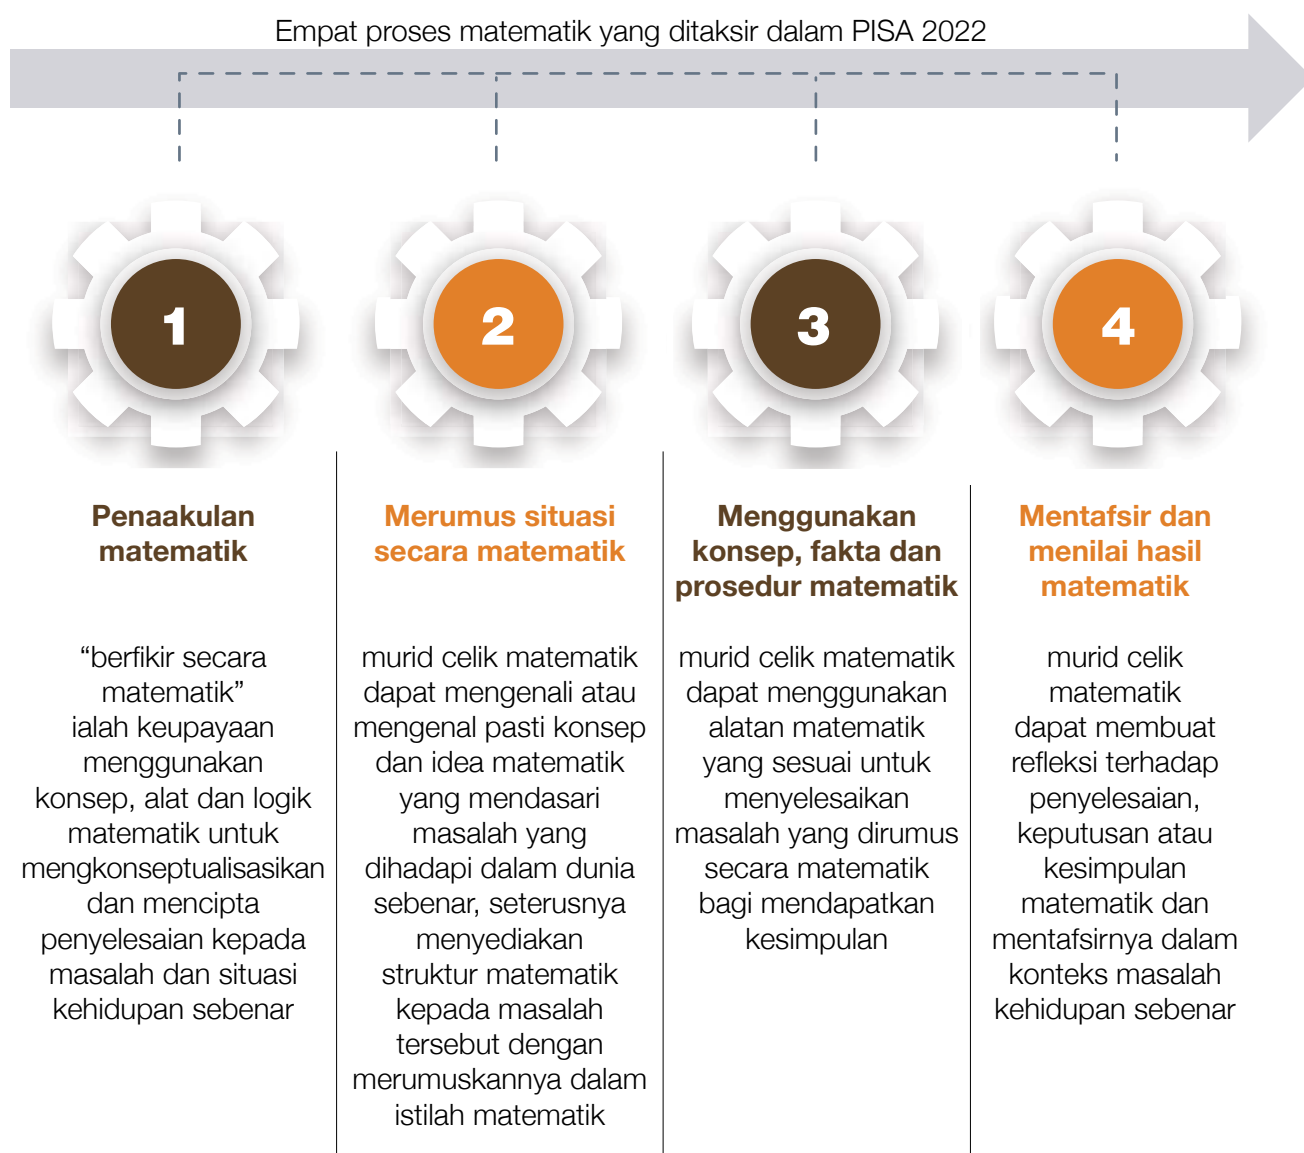 Empat proses matematik yang ditaksir dalam PISA 2022
1
Penaakulan
matematik
“berfikir secara
matematik”
ialah keupayaan
menggunakan
konsep, alat dan logik
matematik untuk
mengkonseptualisasikan
dan mencipta
penyelesaian kepada
masalah dan situasi
kehidupan sebenar
2
Merumus situasi
secara matematik
murid celik matematik
dapat mengenali atau
mengenal pasti konsep
dan idea matematik
yang mendasari
masalah yang
dihadapi dalam dunia
sebenar, seterusnya
menyediakan
struktur matematik
kepada masalah
tersebut dengan
merumuskannya dalam
istilah matematik
3
Menggunakan
konsep, fakta dan
prosedur matematik
murid celik matematik
dapat menggunakan
alatan matematik
yang sesuai untuk
menyelesaikan
masalah yang dirumus
secara matematik
bagi mendapatkan
kesimpulan
4
Mentafsir dan
menilai hasil
matematik
murid celik
matematik
dapat membuat
refleksi terhadap
penyelesaian,
keputusan atau
kesimpulan
matematik dan
mentafsirnya dalam
konteks masalah
kehidupan sebenar